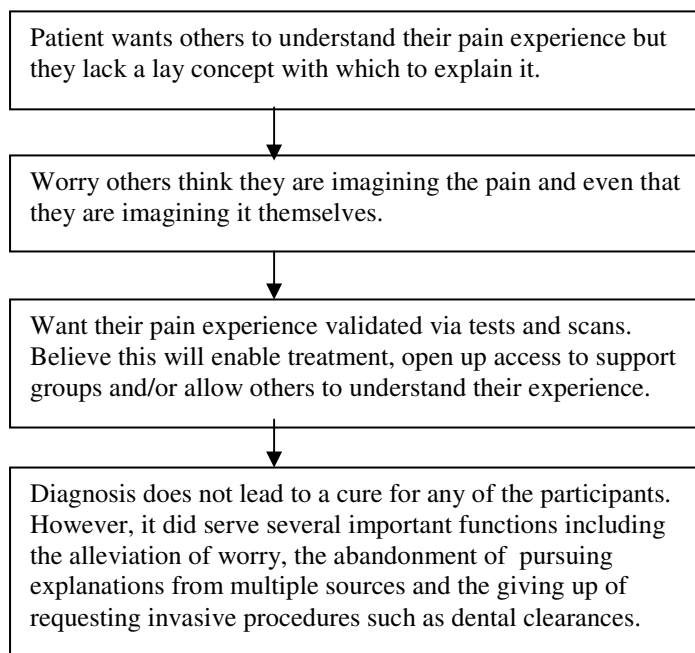 Patient wants others to understand their pain experience but
they lack a lay concept with which to explain it.
Worry others think they are imagining the pain and even that
they are imagining it themselves.
Want their pain experience validated via tests and scans.
Believe this will enable treatment, open up access to support
groups and/or allow others to understand their experience.
Diagnosis does not lead to a cure for any of the participants.
However, it did serve several important functions including
the alleviation of worry, the abandonment of pursuing
explanations from multiple sources and the giving up of
requesting invasive procedures such as dental clearances.